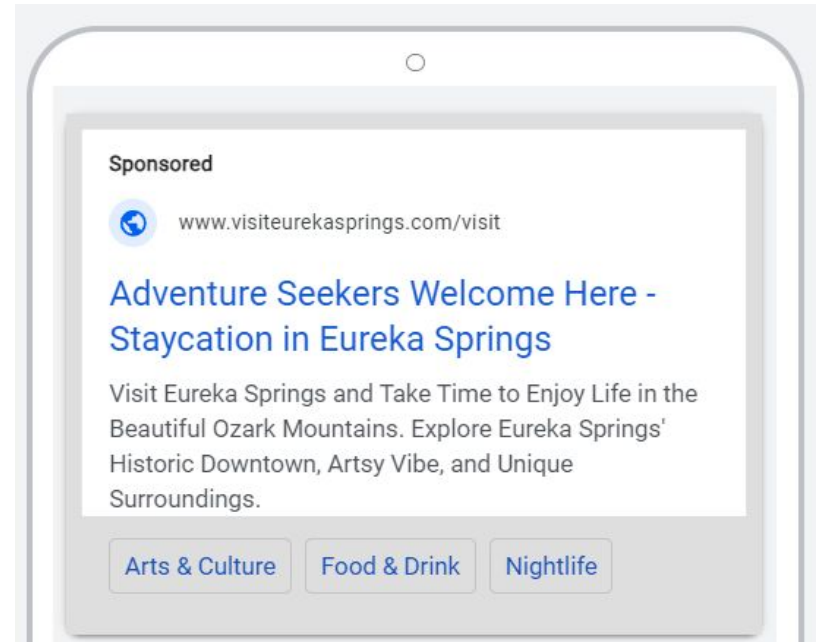 Sponsored
www.visiteurekasprings.com/visit
Adventure Seekers Welcome Here -
Staycation in Eureka Springs
Visit Eureka Springs and Take Time to Enjoy Life in the
Beautiful Ozark Mountains. Explore Eureka Springs'
Historic Downtown, Artsy Vibe, and Unique
Surroundings.
Arts & Culture Food & Drink Nightlife